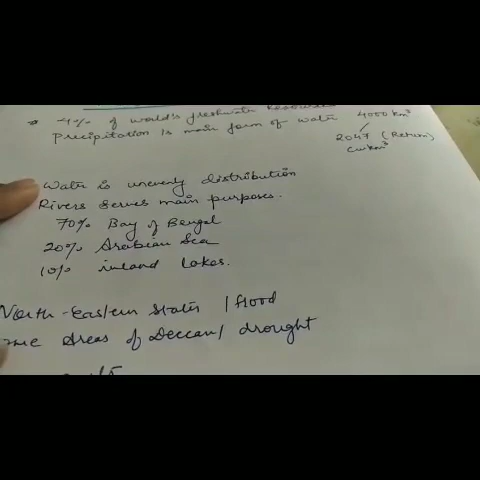 4% of world's freshwater Resources
Precipitation is main form of water 4000 km³
2047 (Return)
cu km³
Water is unevenly distribution
Rivers serves main purposes.
70% Bay of Bengal
20% Arabian Sea
10% inland Lakes.
North-Eastern States / flood
Areas of Deccan / drought